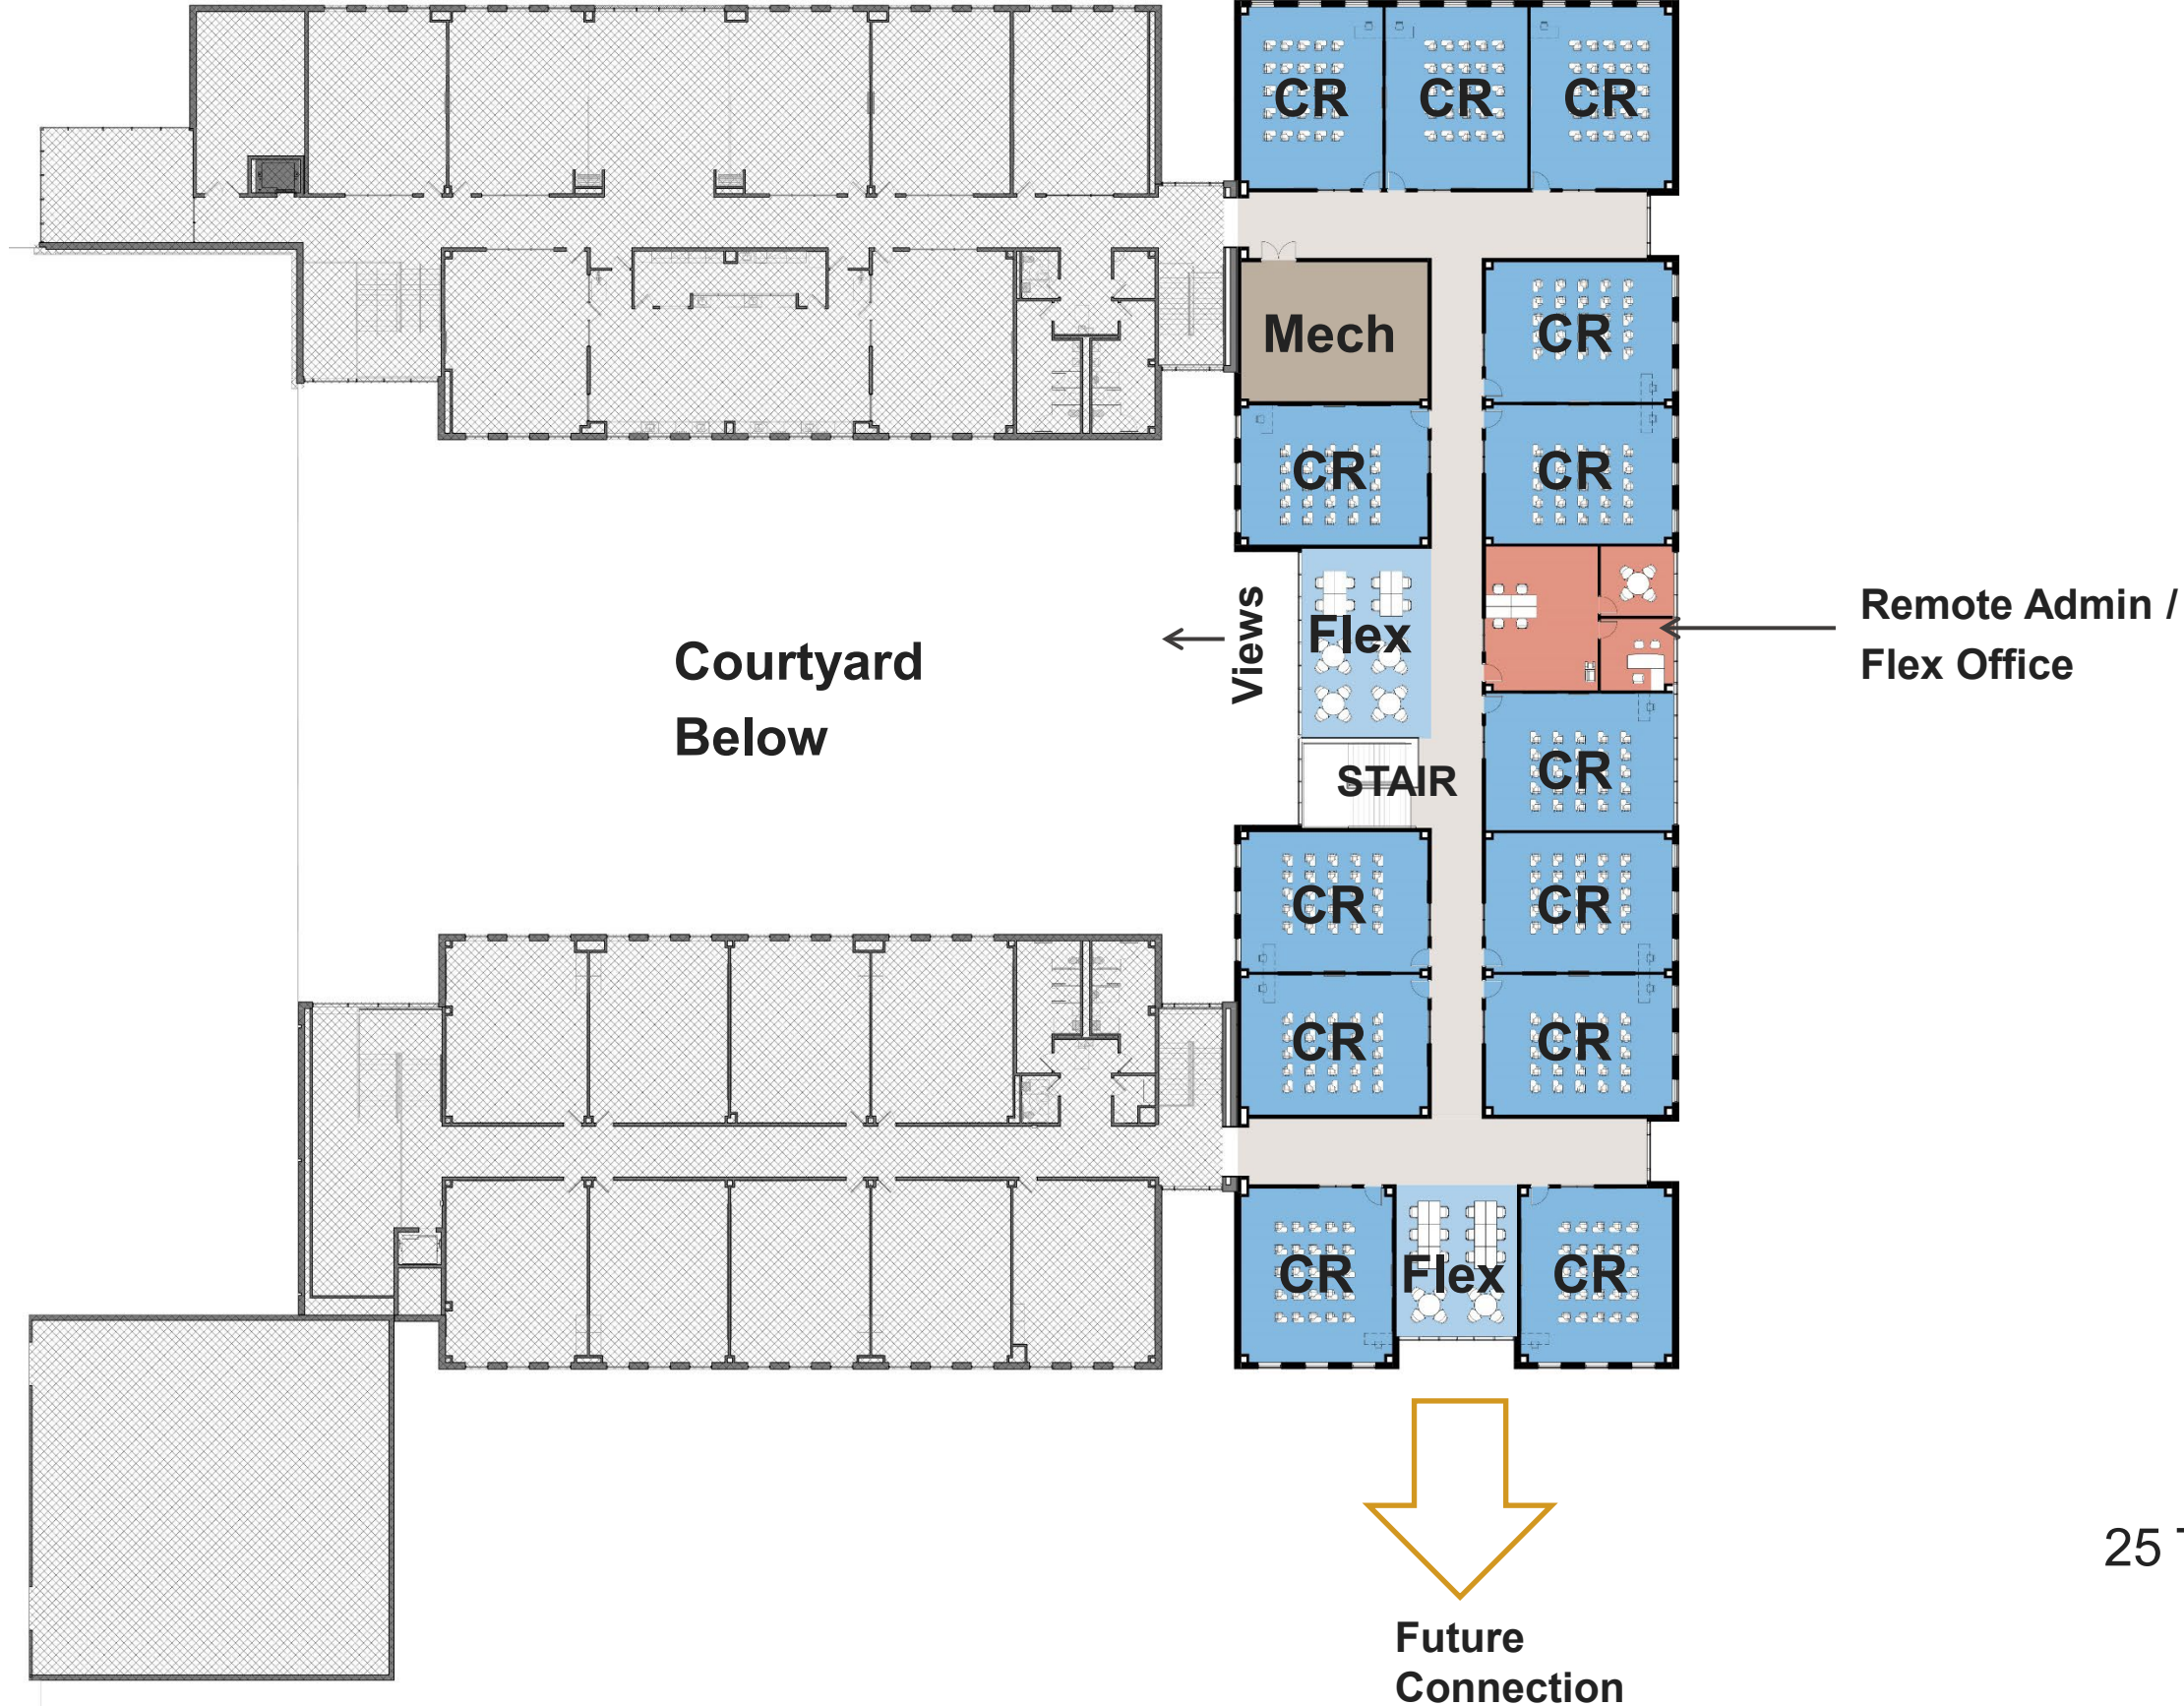 CR CR CR
Mech
CR
CR
CR
Views
Flex
Remote Admin /
Flex Office
Courtyard
Below
CR
STAIR
CR
CR
CR
CR
CR
Flex
CR
25
Future
Connection